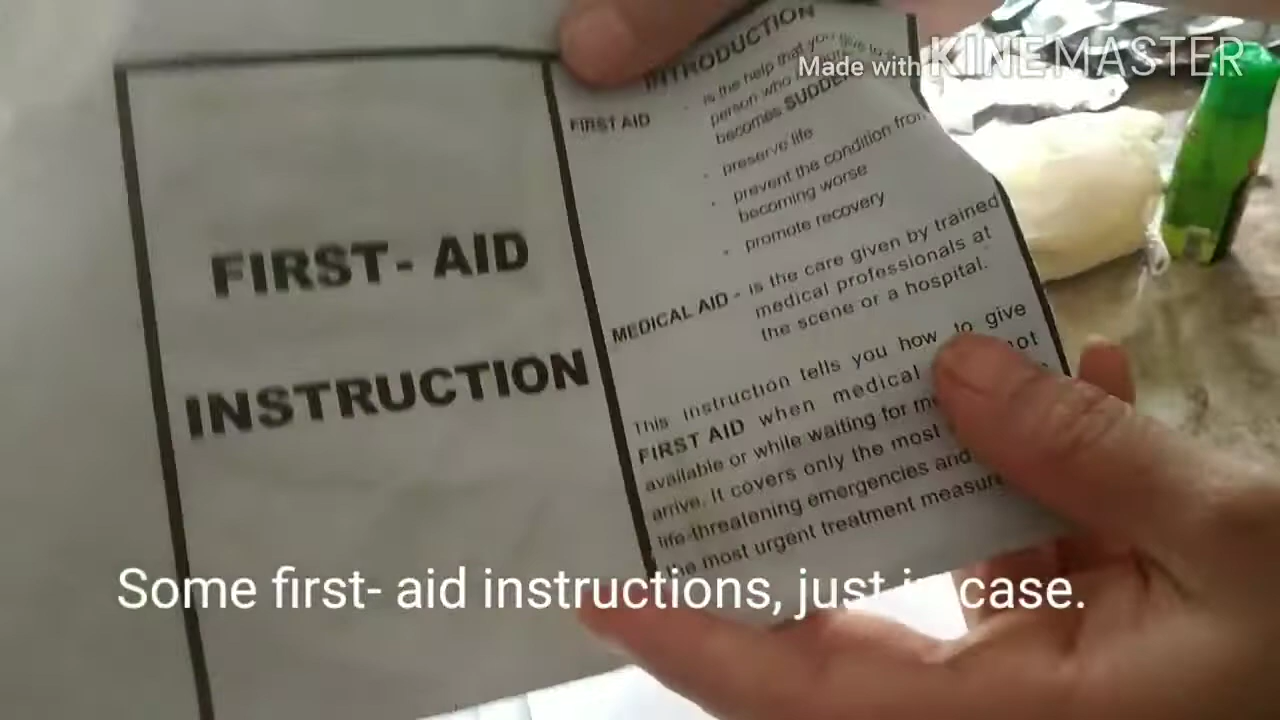 FIRST- AID
INSTRUCTION
INTRODUCTION
FIRST AID - is the help that you give to
person who
becomes
- preserve life
- prevent the condition from
becoming worse
- promote recovery
MEDICAL AID - is the care given by trained
medical professionals at
the scene or a hospital.
This instruction tells you how to give
FIRST AID when medical not
available or while waiting for
arrive. It covers only the most
life-threatening emergencies and
the most urgent treatment
Made with KINEMASTER
Some first- aid instructions, just in case.